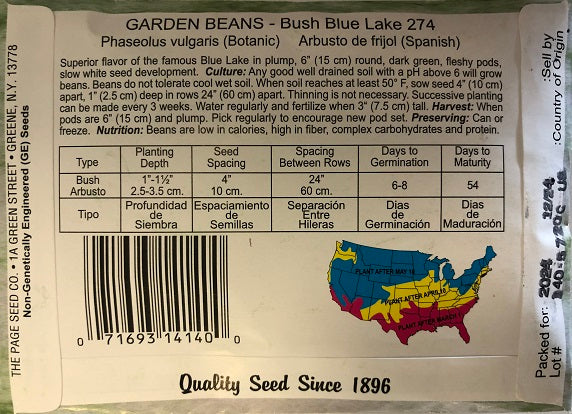 GARDEN BEANS - Bush Blue Lake 274
Phaseolus vulgaris (Botanic) Arbusto de frijol (Spanish)
Superior flavor of the famous Blue Lake in plump, 6" (15 cm) round, dark green, fleshy pods,
slow white seed development. Culture: Any good well drained soil with a pH above 6 will grow
beans. Beans do not tolerate cool wet soil. When soil reaches at least 50° F, sow seed 4" (10 cm)
apart, 1" (2.5 cm) deep in rows 24" (60 cm) apart. Thinning is not necessary. Successive planting
can be made every 3 weeks. Water regularly and fertilize when 3" (7.5 cm) tall. Harvest: When
pods are 6" (15 cm) and plump. Pick regularly to encourage new pod set. Preserving: Can or
freeze. Nutrition: Beans are low in calories, high in fiber, complex carbohydrates and protein.
Type Planting Depth Seed Spacing Spacing Between Rows Days to Germination Days to Maturity
Bush Arbusto 1"-1½" 2.5-3.5 cm. 4" 10 cm. 24" 60 cm. 6-8 54
Tipo Profundidad de Siembra Espaciamiento de Semillas Separación Entre Hileras Dias de Germinación Dias de Maduración
0 71693 14140 0
PLANT AFTER MAY 10
PLANT AFTER APRIL 10
PLANT AFTER MARCH 1
Quality Seed Since 1896
THE PAGE SEED CO. • 1A GREEN STREET • GREENE, N.Y. 13778
Non-Genetically Engineered (GE) Seeds
Packed for: 2024 12/24 :Sell by
Lot # US :Country of Origin